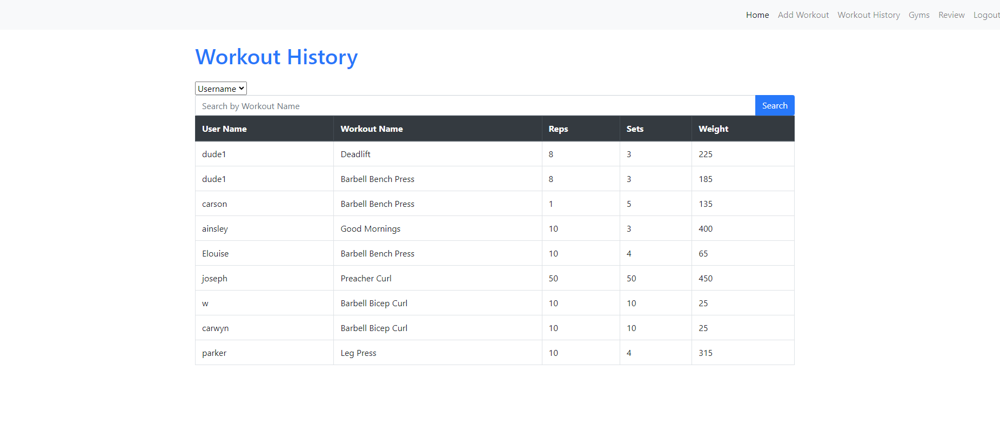 Home Add Workout Workout History Gyms Review Logout
Workout History
Username
Search by Workout Name Search
User Name Workout Name Reps Sets Weight
dude1 Deadlift 8 3 225
dude1 Barbell Bench Press 8 3 185
carson Barbell Bench Press 1 5 135
ainsley Good Mornings 10 3 400
Elouise Barbell Bench Press 10 4 65
joseph Preacher Curl 50 50 450
w Barbell Bicep Curl 10 10 25
carwyn Barbell Bicep Curl 10 10 25
parker Leg Press 10 4 315